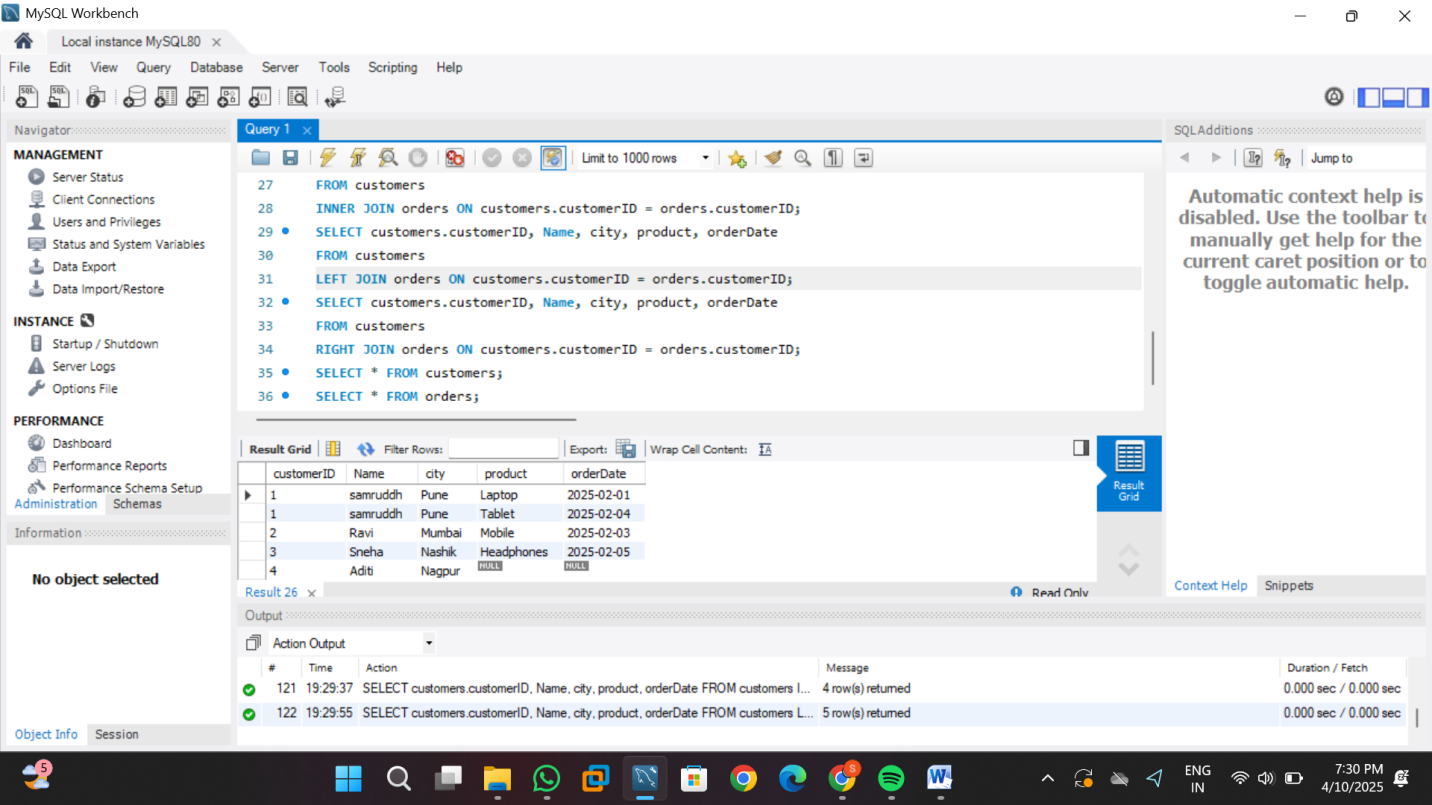 MySQL Workbench
Local instance MySQL80
File Edit View Query Database Server Tools Scripting Help
Navigator
MANAGEMENT
Server Status
Client Connections
Users and Privileges
Status and System Variables
Data Export
Data Import/Restore
INSTANCE
Startup / Shutdown
Server Logs
Options File
PERFORMANCE
Dashboard
Performance Reports
Performance Schema Setup
Administration Schemas
Information
No object selected
Object Info Session
Query 1
Limit to 1000 rows
27 FROM customers
28 INNER JOIN orders ON customers.customerID = orders.customerID;
29 SELECT customers.customerID, Name, city, product, orderDate
30 FROM customers
31 LEFT JOIN orders ON customers.customerID = orders.customerID;
32 SELECT customers.customerID, Name, city, product, orderDate
33 FROM customers
34 RIGHT JOIN orders ON customers.customerID = orders.customerID;
35 SELECT * FROM customers;
36 SELECT * FROM orders;
Result Grid Filter Rows: Export: Wrap Cell Content:
customerID Name city product orderDate
1 samruddh Pune Laptop 2025-02-01
1 samruddh Pune Tablet 2025-02-04
2 Ravi Mumbai Mobile 2025-02-03
3 Sneha Nashik Headphones 2025-02-05
4 Aditi Nagpur NULL NULL
Result Grid
Result 26 Read Only
SQLAdditions
Jump to
Automatic context help is
disabled. Use the toolbar to
manually get help for the
current caret position or to
toggle automatic help.
Context Help Snippets
Output
Action Output
# Time Action Message Duration / Fetch
121 19:29:37 SELECT customers.customerID, Name, city, product, orderDate FROM customers I... 4 row(s) returned 0.000 sec / 0.000 sec
122 19:29:55 SELECT customers.customerID, Name, city, product, orderDate FROM customers L... 5 row(s) returned 0.000 sec / 0.000 sec
5
S
ENG
IN
7:30 PM
4/10/2025